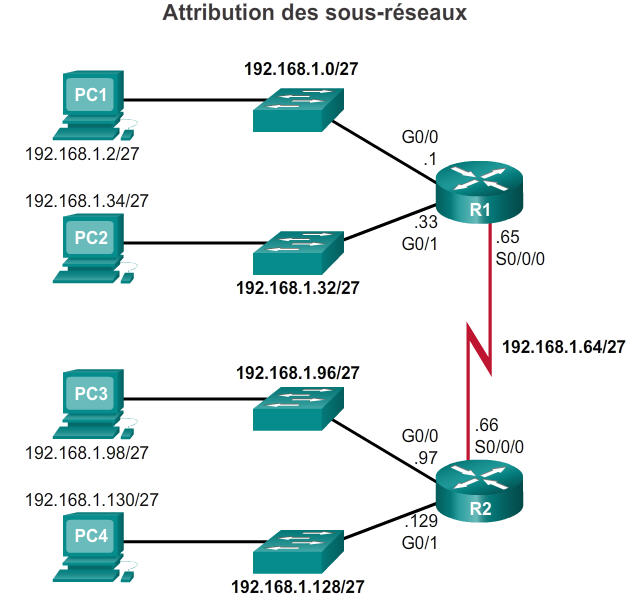 Attribution des sous-réseaux
192.168.1.0/27
PC1
G0/0
.1
192.168.1.2/27
192.168.1.34/27
R1
PC2
.33
G0/1
.65
S0/0/0
192.168.1.32/27
192.168.1.64/27
192.168.1.96/27
PC3
.66
S0/0/0
G0/0
.97
192.168.1.98/27
192.168.1.130/27
R2
PC4
.129
G0/1
192.168.1.128/27